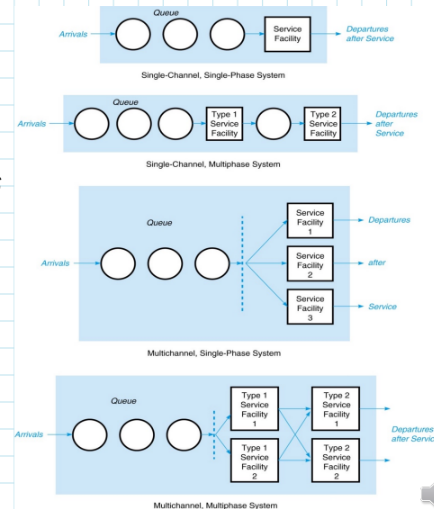 Queue
Arrivals
Service
Facility
Departures
after Service
Single-Channel, Single-Phase System
Queue
Arrivals
Type 1
Service
Facility
Type 2
Service
Facility
Departures
after
Service
Single-Channel, Multiphase System
Queue
Arrivals
Service
Facility
1
Departures
Service
Facility
2
after
Service
Facility
3
Service
Multichannel, Single-Phase System
Queue
Arrivals
Type 1
Service
Facility
1
Type 2
Service
Facility
1
Type 1
Service
Facility
2
Type 2
Service
Facility
2
Departures
after Servic
Multichannel, Multiphase System